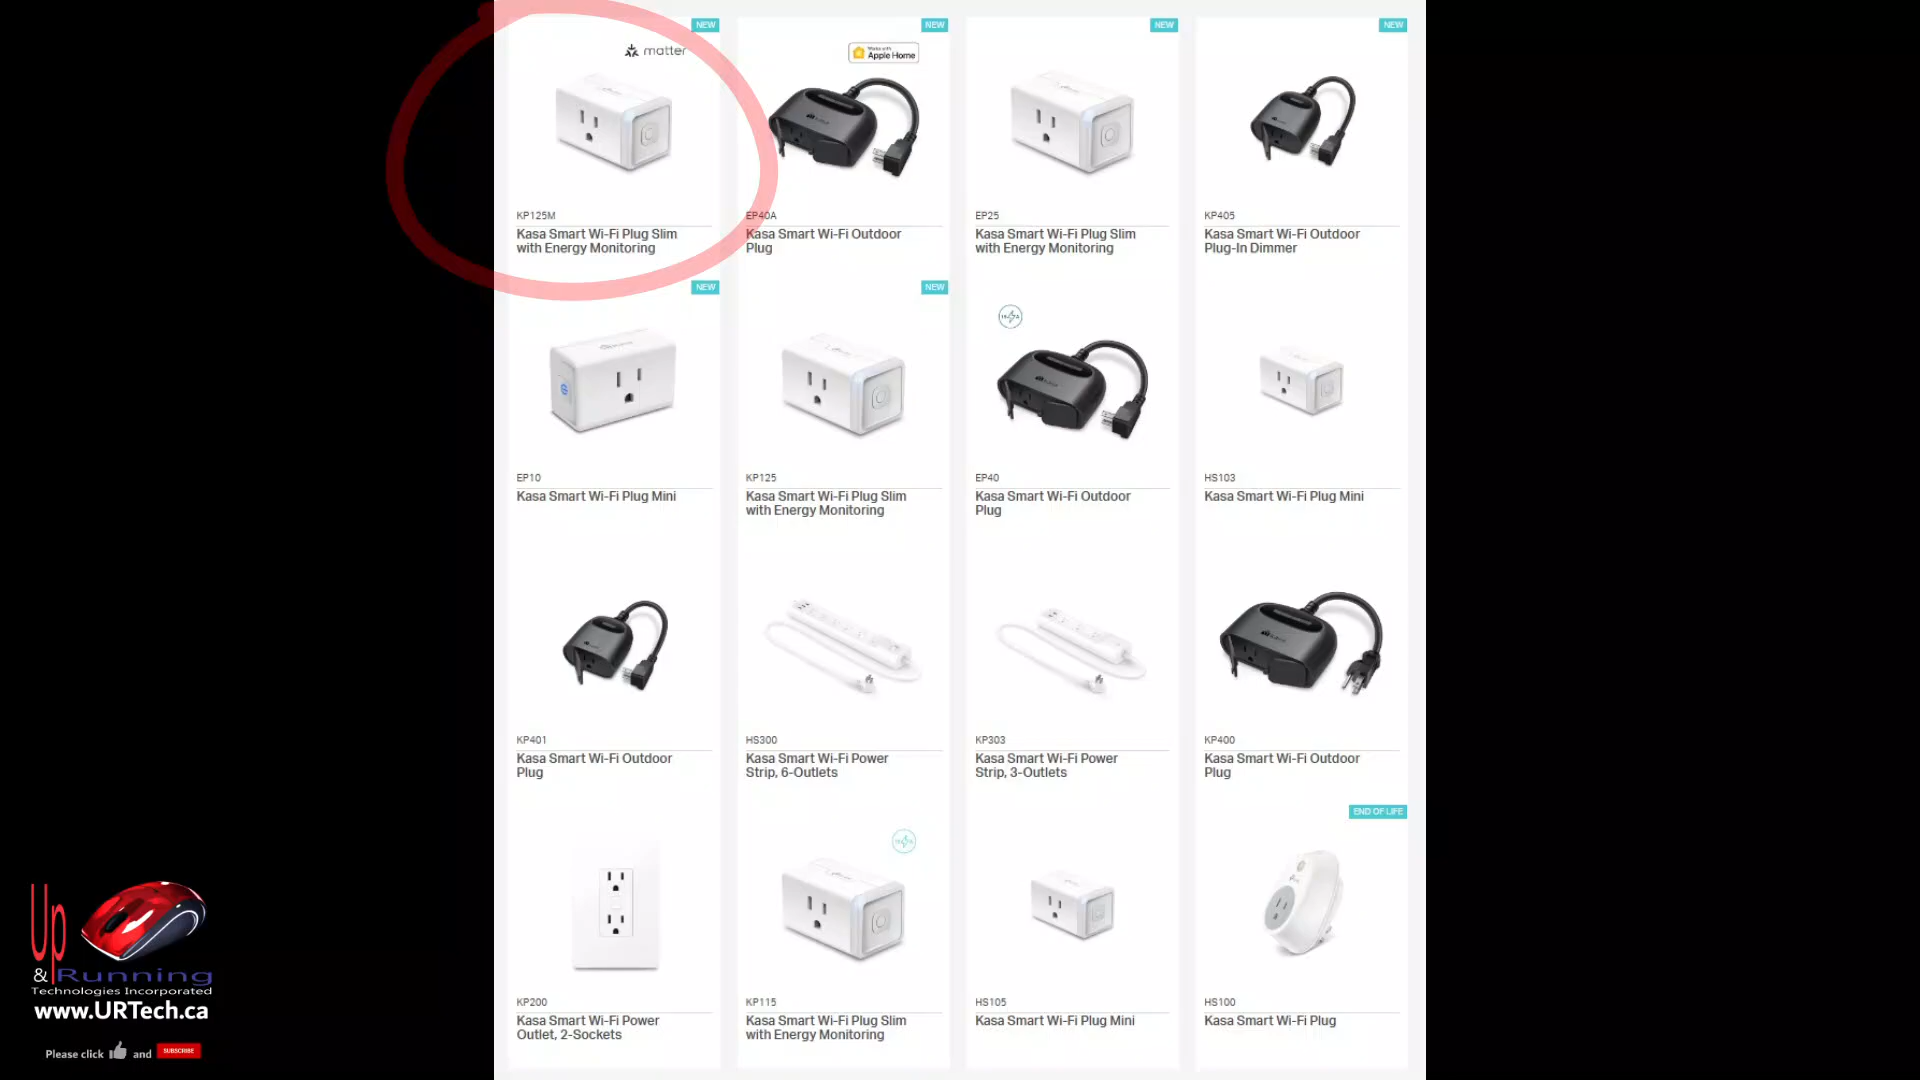 NEW
matter
KP125M
Kasa Smart Wi-Fi Plug Slim
with Energy Monitoring
NEW
Works with
Apple Home
EP40A
Kasa Smart Wi-Fi Outdoor
Plug
NEW
EP25
Kasa Smart Wi-Fi Plug Slim
with Energy Monitoring
NEW
KP405
Kasa Smart Wi-Fi Outdoor
Plug-In Dimmer
NEW
EP10
Kasa Smart Wi-Fi Plug Mini
NEW
KP125
Kasa Smart Wi-Fi Plug Slim
with Energy Monitoring
EP40
Kasa Smart Wi-Fi Outdoor
Plug
HS103
Kasa Smart Wi-Fi Plug Mini
KP401
Kasa Smart Wi-Fi Outdoor
Plug
HS300
Kasa Smart Wi-Fi Power
Strip, 6-Outlets
KP303
Kasa Smart Wi-Fi Power
Strip, 3-Outlets
KP400
Kasa Smart Wi-Fi Outdoor
Plug
KP200
Kasa Smart Wi-Fi Power
Outlet, 2-Sockets
KP115
Kasa Smart Wi-Fi Plug Slim
with Energy Monitoring
HS105
Kasa Smart Wi-Fi Plug Mini
END OF LIFE
HS100
Kasa Smart Wi-Fi Plug
Up
& Running
Technologies Incorporated
www.URTech.ca
Please click and SUBSCRIBE